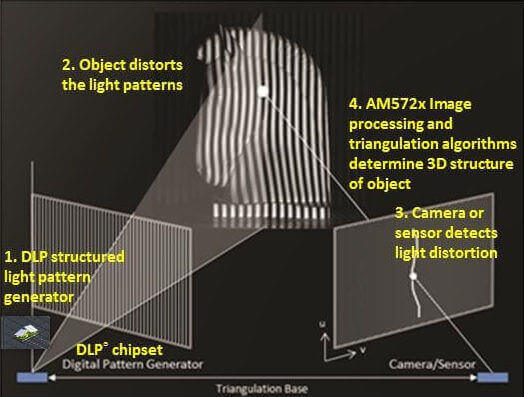 2. Object distorts
the light patterns
4. AM572x Image
processing and
triangulation algorithms
determine 3D structure
of object
3. Camera or
sensor detects
light distortion
1. DLP structured
light pattern
generator
u
v
DLP® chipset
Digital Pattern Generator
Camera/Sensor
Triangulation Base